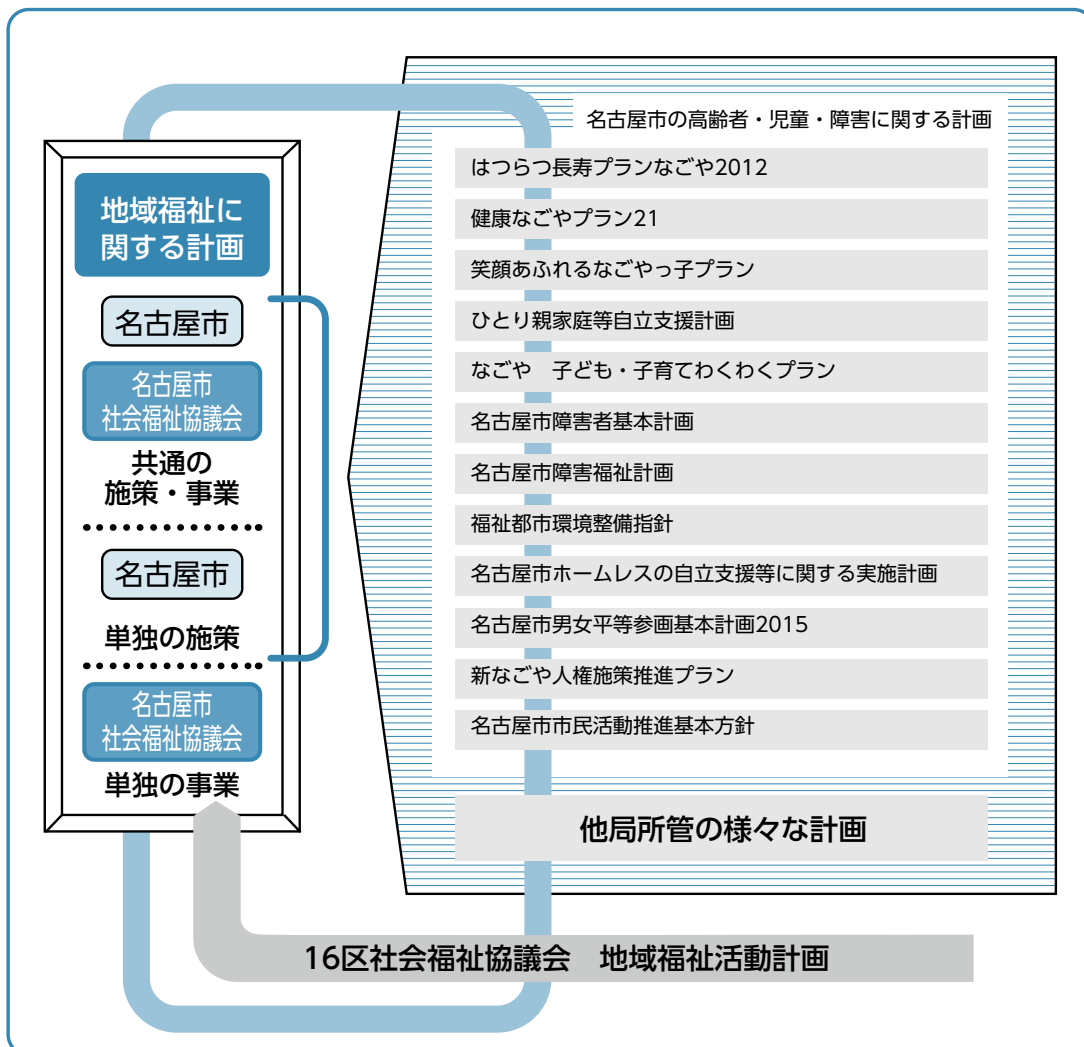 地域福祉に
関する計画
名古屋市
名古屋市
社会福祉協議会
共通の
施策・事業
名古屋市
単独の施策
名古屋市
社会福祉協議会
単独の事業
名古屋市の高齢者・児童・障害に関する計画
はつらつ長寿プランなごや2012
健康なごやプラン21
笑顔あふれるなごやっ子プラン
ひとり親家庭等自立支援計画
なごや　子ども・子育てわくわくプラン
名古屋市障害者基本計画
名古屋市障害福祉計画
福祉都市環境整備指針
名古屋市ホームレスの自立支援等に関する実施計画
名古屋市男女平等参画基本計画2015
新なごや人権施策推進プラン
名古屋市市民活動推進基本方針
他局所管の様々な計画
16区社会福祉協議会　地域福祉活動計画